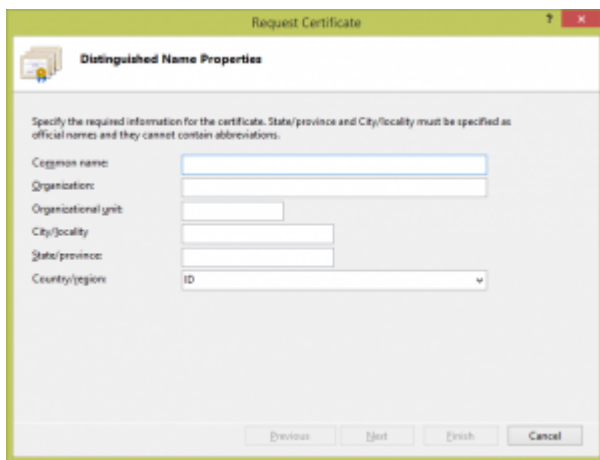 Request Certificate
?
Distinguished Name Properties
Specify the required information for the certificate. State/province and City/locality must be specified as
official names and they cannot contain abbreviations.
Common name:
Organization:
Organizational unit:
City/locality
State/province:
Country/region:
ID
Previous
Next
Finish
Cancel